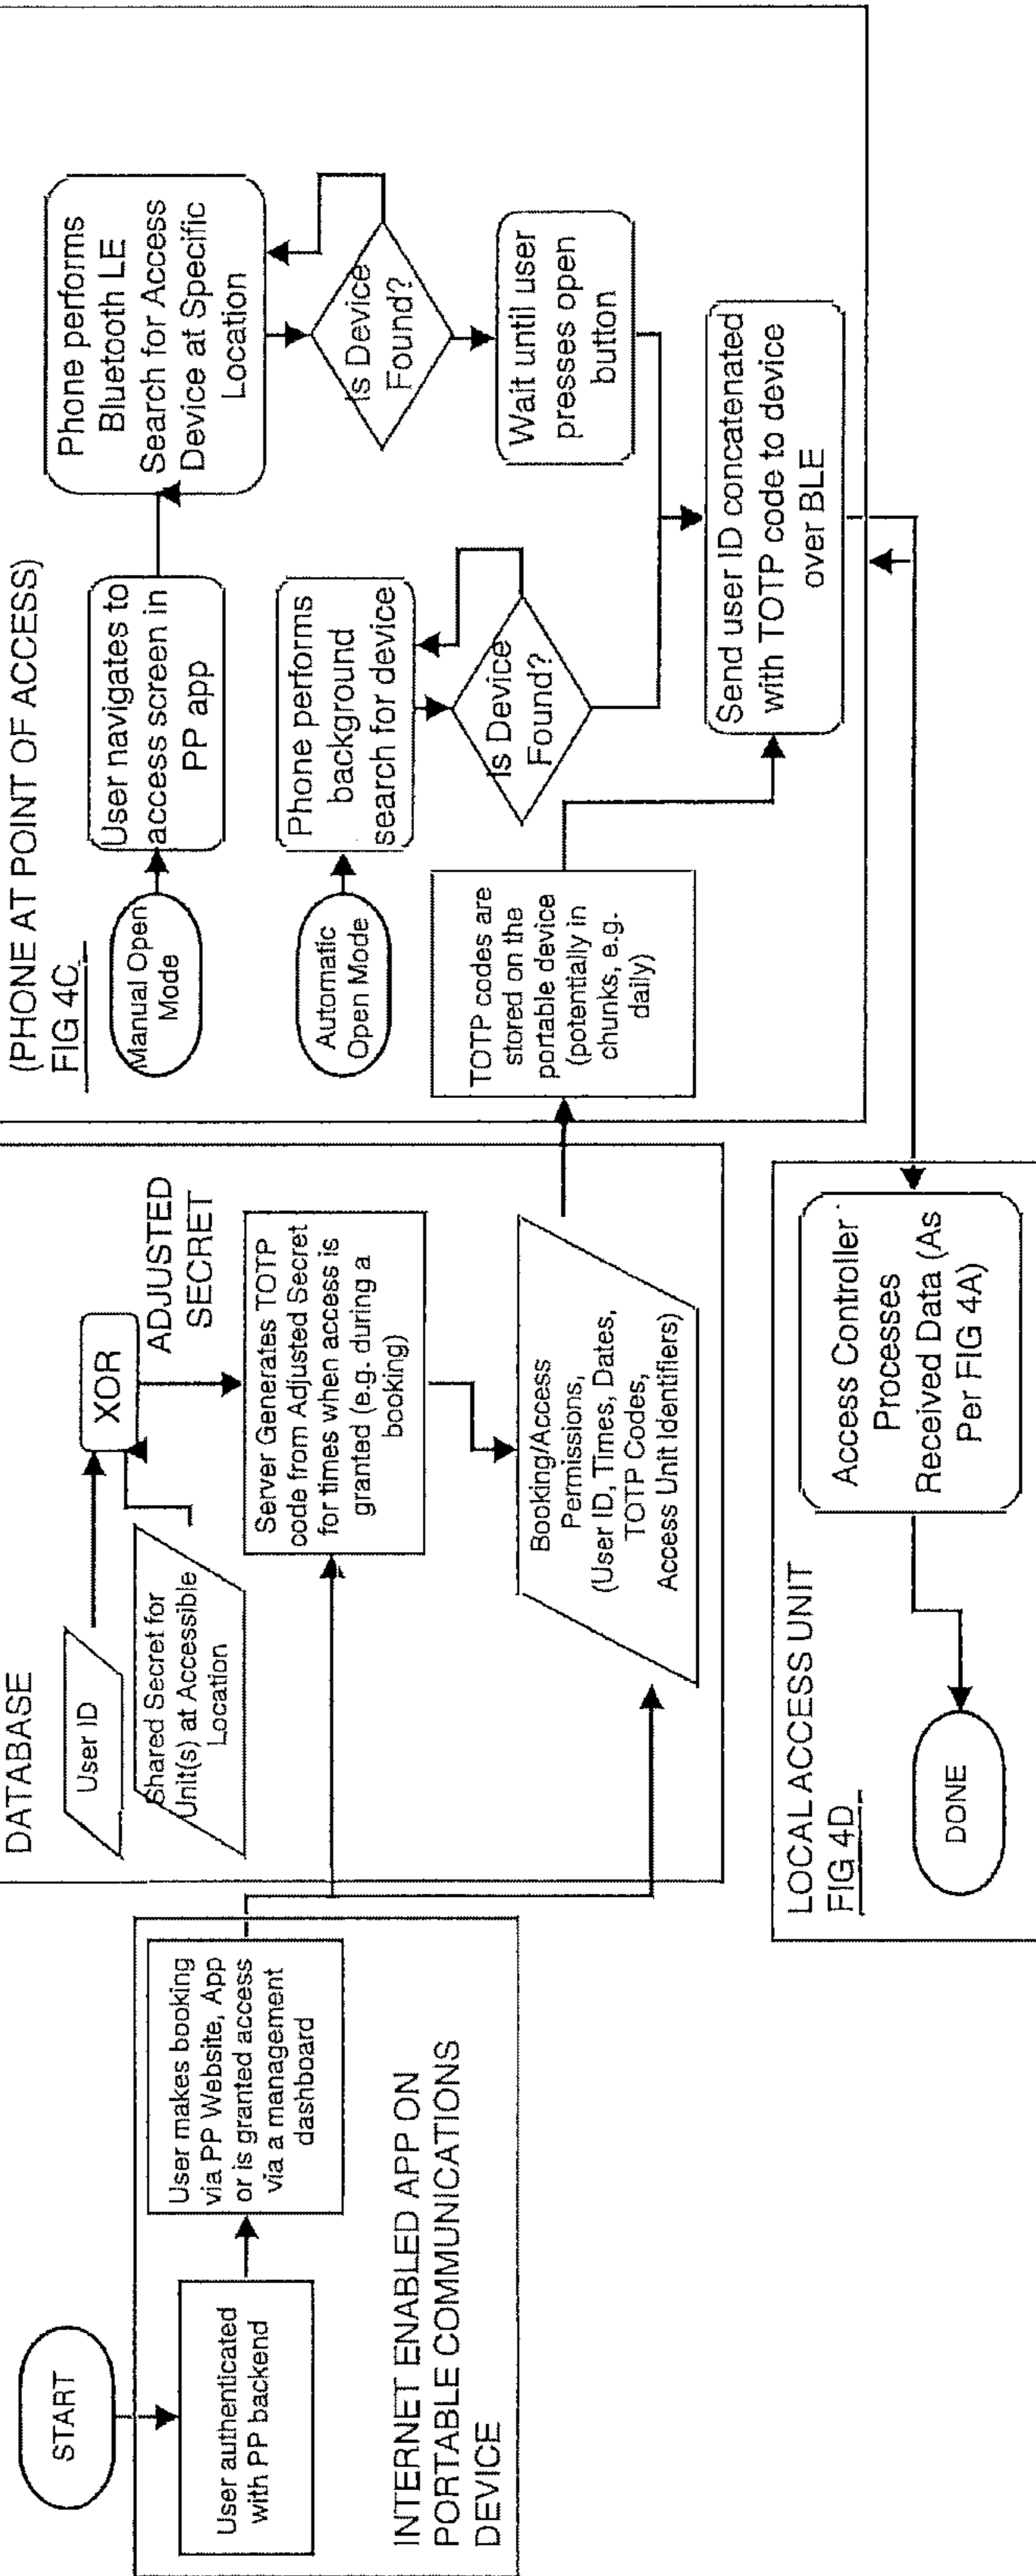 START
User authenticated
with PP backend
User makes booking
via PP Website, App
or is granted access
via a management
dashboard
INTERNET ENABLED APP ON
PORTABLE COMMUNICATIONS
DEVICE
DATABASE
User ID
Shared Secret for
Unit(s) at Accessible
Location
XOR
ADJUSTED
SECRET
Server Generates TOTP
code from Adjusted Secret
for times when access is
granted (e.g. during a
booking)
Booking/Access
Permissions,
(User ID, Times, Dates,
TOTP Codes,
Access Unit Identifiers)
(PHONE AT POINT OF ACCESS)
FIG 4C
Manual Open
Mode
User navigates to
access screen in
PP app
Phone performs
Bluetooth LE
Search for Access
Device at Specific
Location
Is Device
Found?
Wait until user
presses open
button
Automatic
Open Mode
Phone performs
background
search for device
Is Device
Found?
TOTP codes are
stored on the
portable device
(potentially in
chunks, e.g.
daily)
Send user ID concatenated
with TOTP code to device
over BLE
LOCAL ACCESS UNIT
FIG 4D
Access Controller
Processes
Received Data (As
Per FIG 4A)
DONE